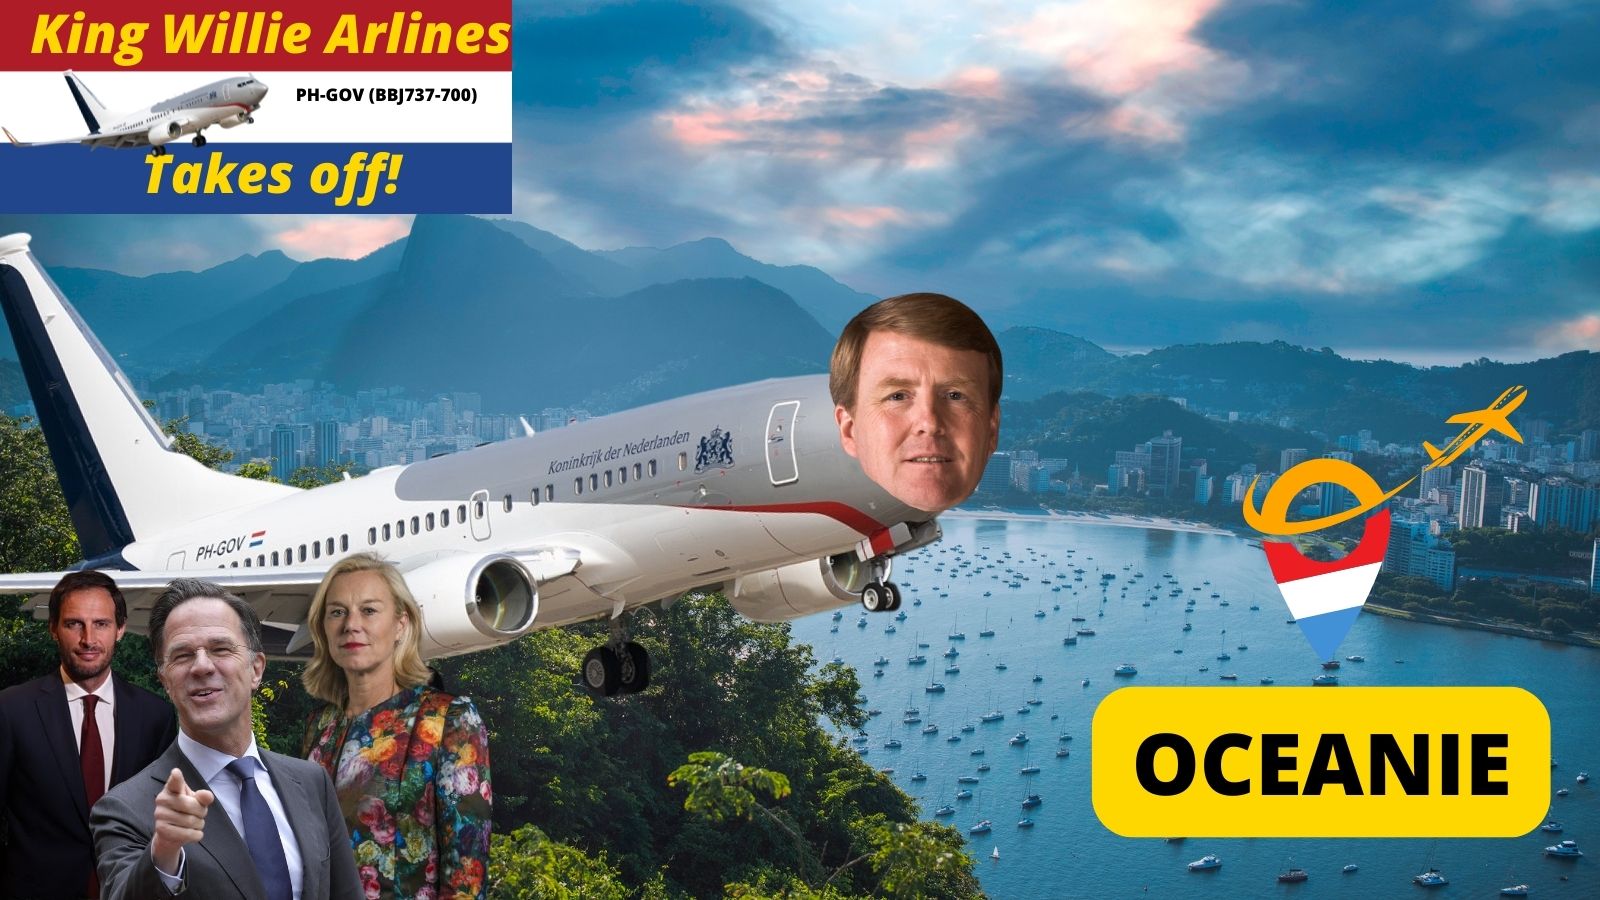 King Willie Arlines
PH-GOV (BBJ737-700)
Takes off!
Koninkrijk der Nederlanden
PH-GOV
OCEANIE